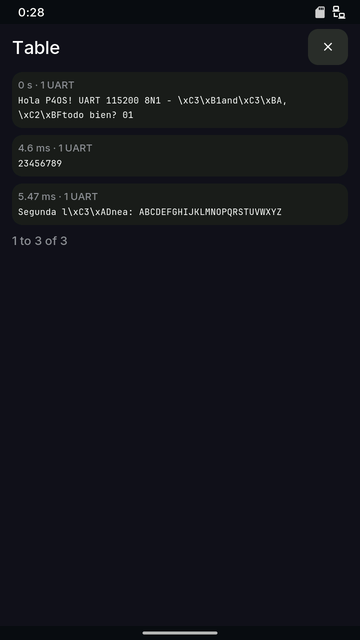 0:28
Table
0 s · 1 UART
Hola P4OS! UART 115200 8N1 - \xC3\xB1and\xC3\xBA,
\xC2\xBFtodo bien? 01
4.6 ms · 1 UART
23456789
5.47 ms · 1 UART
Segunda l\xC3\xADnea: ABCDEFGHIJKLMNOPQRSTUVWXYZ
1 to 3 of 3